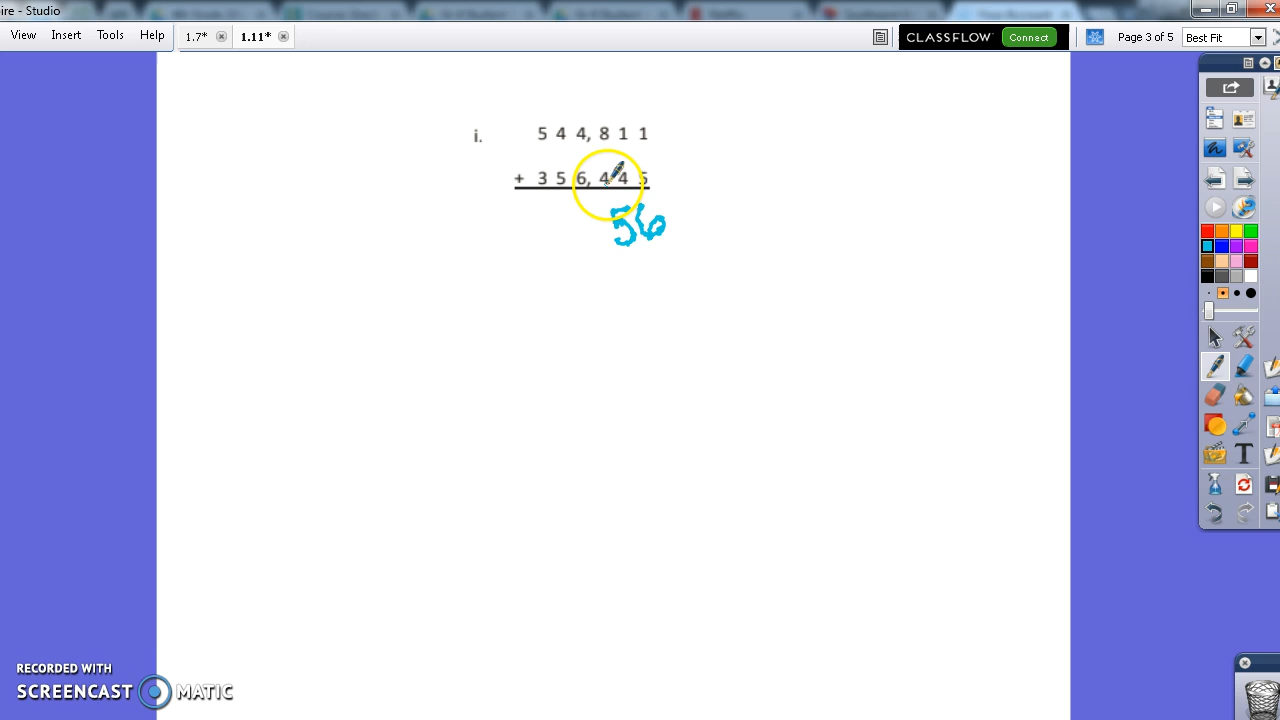 ire - Studio
View Insert Tools Help 1.7* 1.11* CLASSFLOW Connect Page 3 of 5 Best Fit
i. 5 4 4, 8 1 1
+ 3 5 6, 4 4 5
56
RECORDED WITH
SCREENCAST MATIC